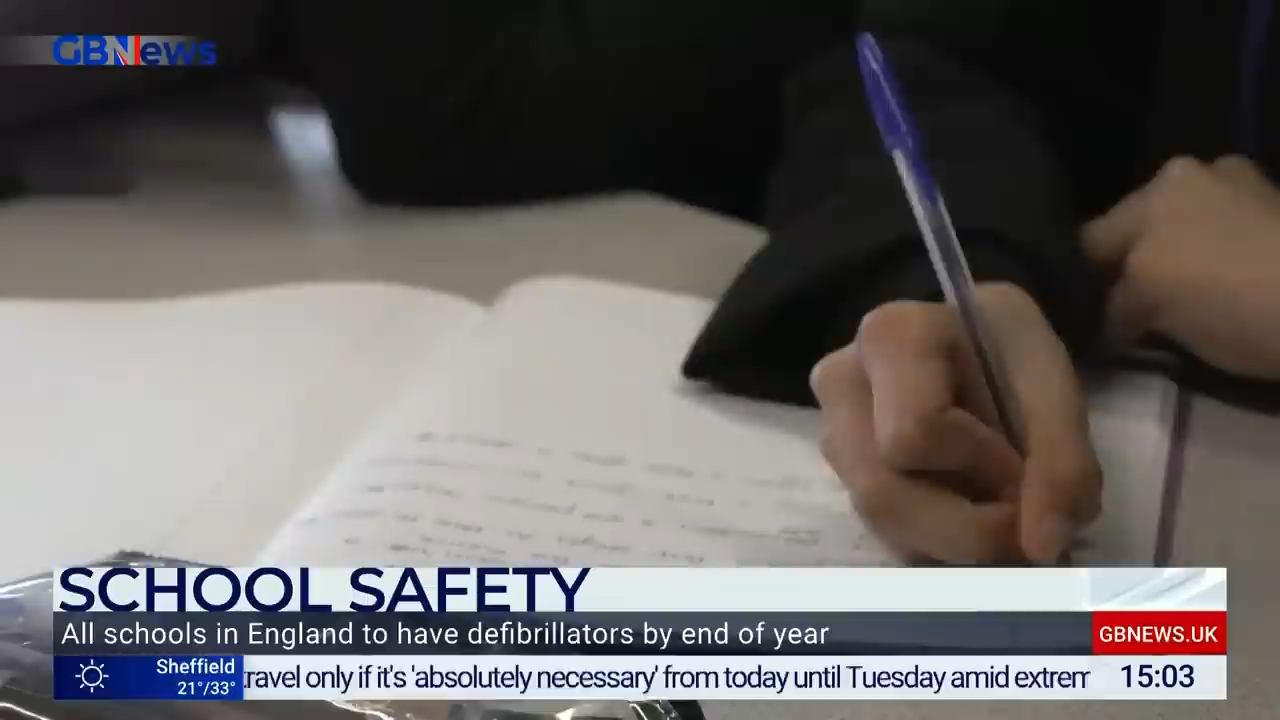 GBNews
SCHOOL SAFETY
All schools in England to have defibrillators by end of year
GBNEWS.UK
Sheffield
21°/33°
travel only if it's 'absolutely necessary' from today until Tuesday amid extrem
15:03